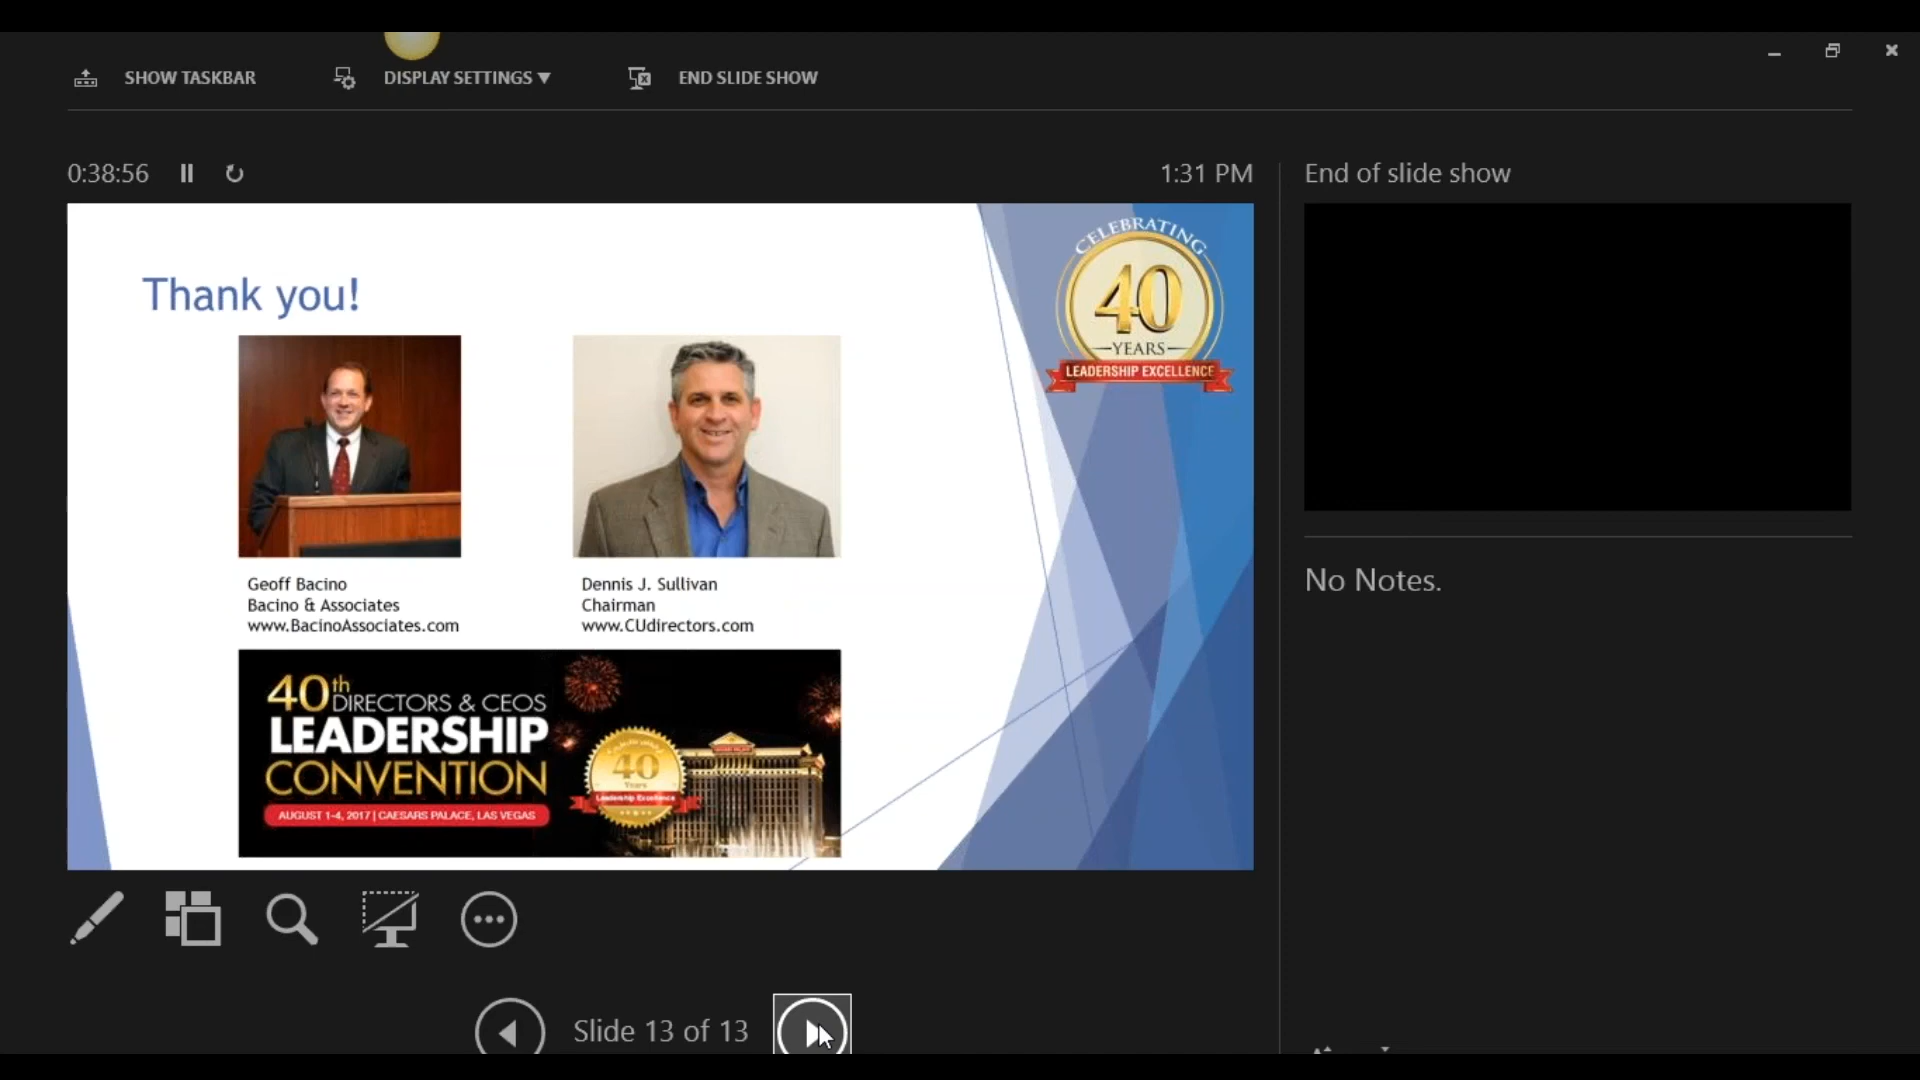 SHOW TASKBAR
DISPLAY SETTINGS ▼
END SLIDE SHOW
0:38:56
1:31 PM
End of slide show
Thank you!
CELEBRATING
40
YEARS
LEADERSHIP EXCELLENCE
Geoff Bacino
Bacino & Associates
www.BacinoAssociates.com
Dennis J. Sullivan
Chairman
www.CUdirectors.com
40th
DIRECTORS & CEOS
LEADERSHIP
CONVENTION
AUGUST 1-4, 2017 | CAESARS PALACE, LAS VEGAS
40
Years
Leadership Excellence
No Notes.
Slide 13 of 13